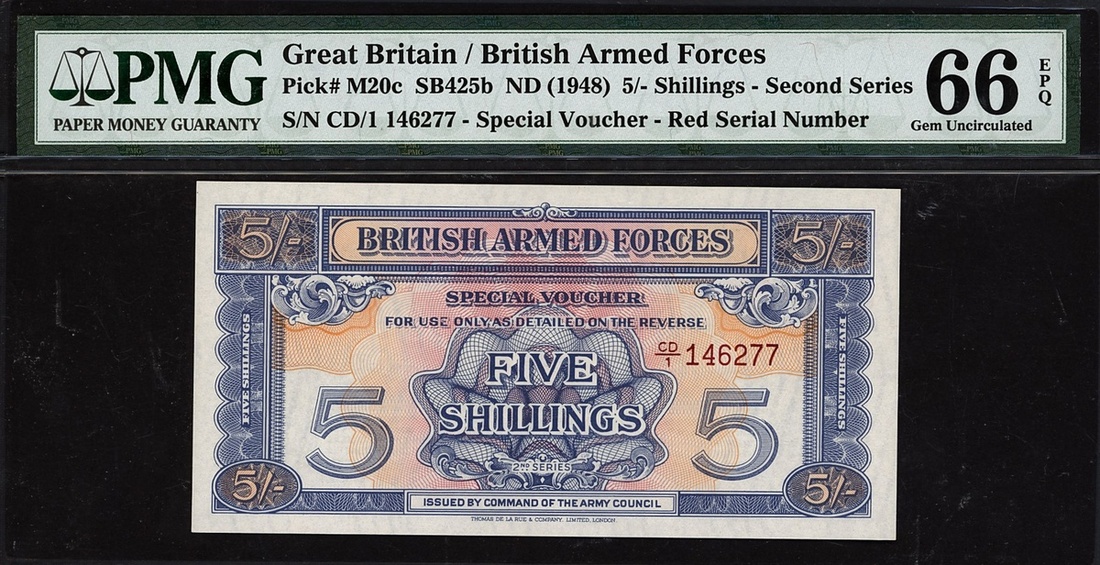 PMG
PAPER MONEY GUARANTY
Great Britain / British Armed Forces
Pick# M20c SB425b ND (1948) 5/- Shillings - Second Series
S/N CD/1 146277 - Special Voucher - Red Serial Number
66 EPQ
Gem Uncirculated
5/-
BRITISH ARMED FORCES
5/-
SPECIAL VOUCHER
FOR USE ONLY AS DETAILED ON THE REVERSE
CD/1 146277
FIVE SHILLINGS
FIVE
SHILLINGS
FIVE SHILLINGS
5
5
2ND SERIES
5/-
ISSUED BY COMMAND OF THE ARMY COUNCIL
5/-
THOMAS DE LA RUE & COMPANY, LIMITED, LONDON.